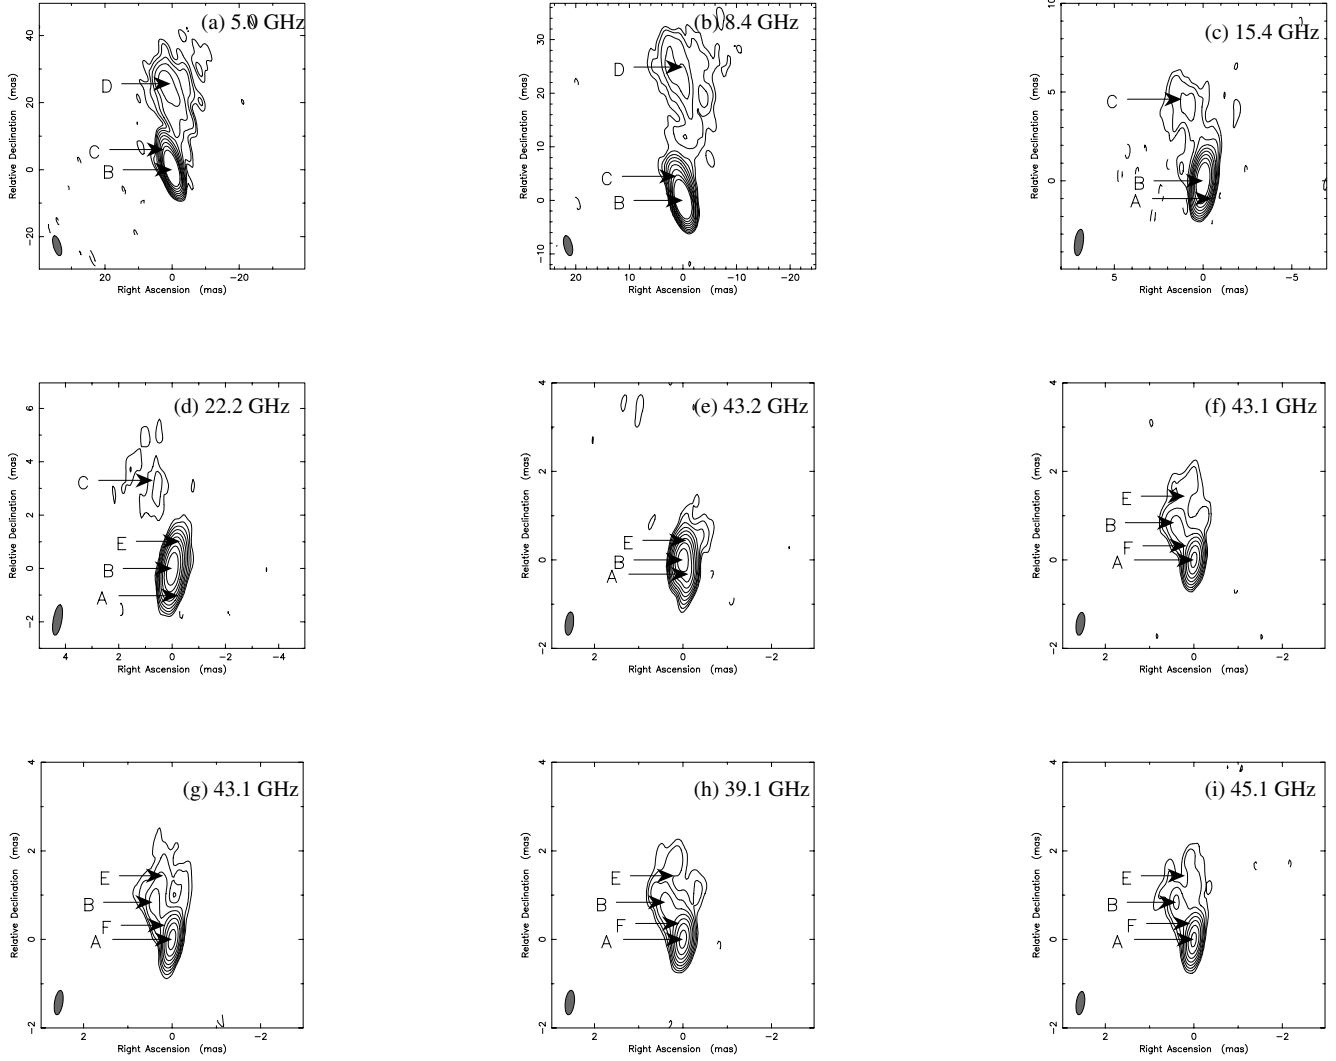 (a) 5.0 GHz
40
20
0
−20
Relative Declination (mas)
D
C
B
20 0 −20
Right Ascension (mas)
(b) 8.4 GHz
30
20
10
0
−10
Relative Declination (mas)
D
C
B
20 10 0 −10 −20
Right Ascension (mas)
(c) 15.4 GHz
10
5
0
Relative Declination (mas)
C
B
A
5 0 −5
Right Ascension (mas)
(d) 22.2 GHz
6
4
2
0
−2
Relative Declination (mas)
C
E
B
A
4 2 0 −2 −4
Right Ascension (mas)
(e) 43.2 GHz
4
2
0
−2
Relative Declination (mas)
E
B
A
2 0 −2
Right Ascension (mas)
(f) 43.1 GHz
4
2
0
−2
Relative Declination (mas)
E
B
F
A
2 0 −2
Right Ascension (mas)
(g) 43.1 GHz
4
2
0
−2
Relative Declination (mas)
E
B
F
A
2 0 −2
Right Ascension (mas)
(h) 39.1 GHz
4
2
0
−2
Relative Declination (mas)
E
B
F
A
2 0 −2
Right Ascension (mas)
(i) 45.1 GHz
4
2
0
−2
Relative Declination (mas)
E
B
F
A
2 0 −2
Right Ascension (mas)